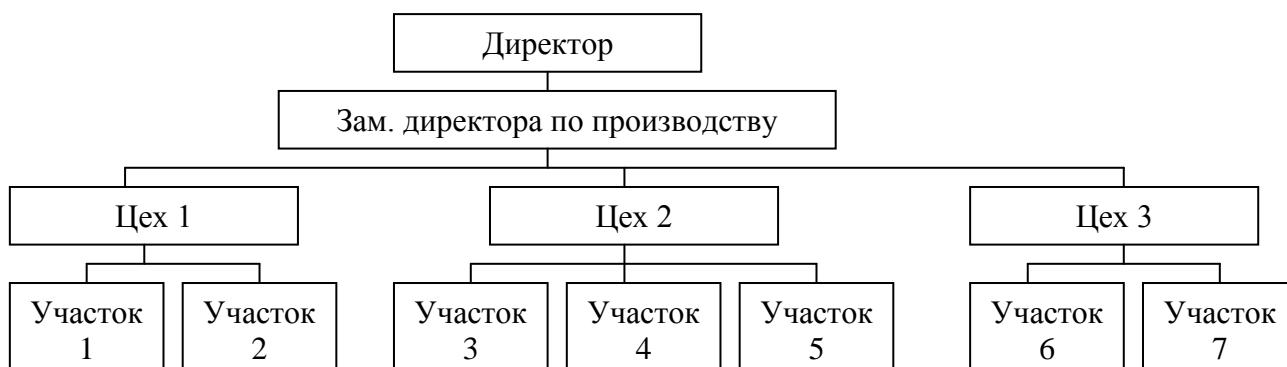 Директор
Зам. директора по производству
Цех 1
Цех 2
Цех 3
Участок
1
Участок
2
Участок
3
Участок
4
Участок
5
Участок
6
Участок
7